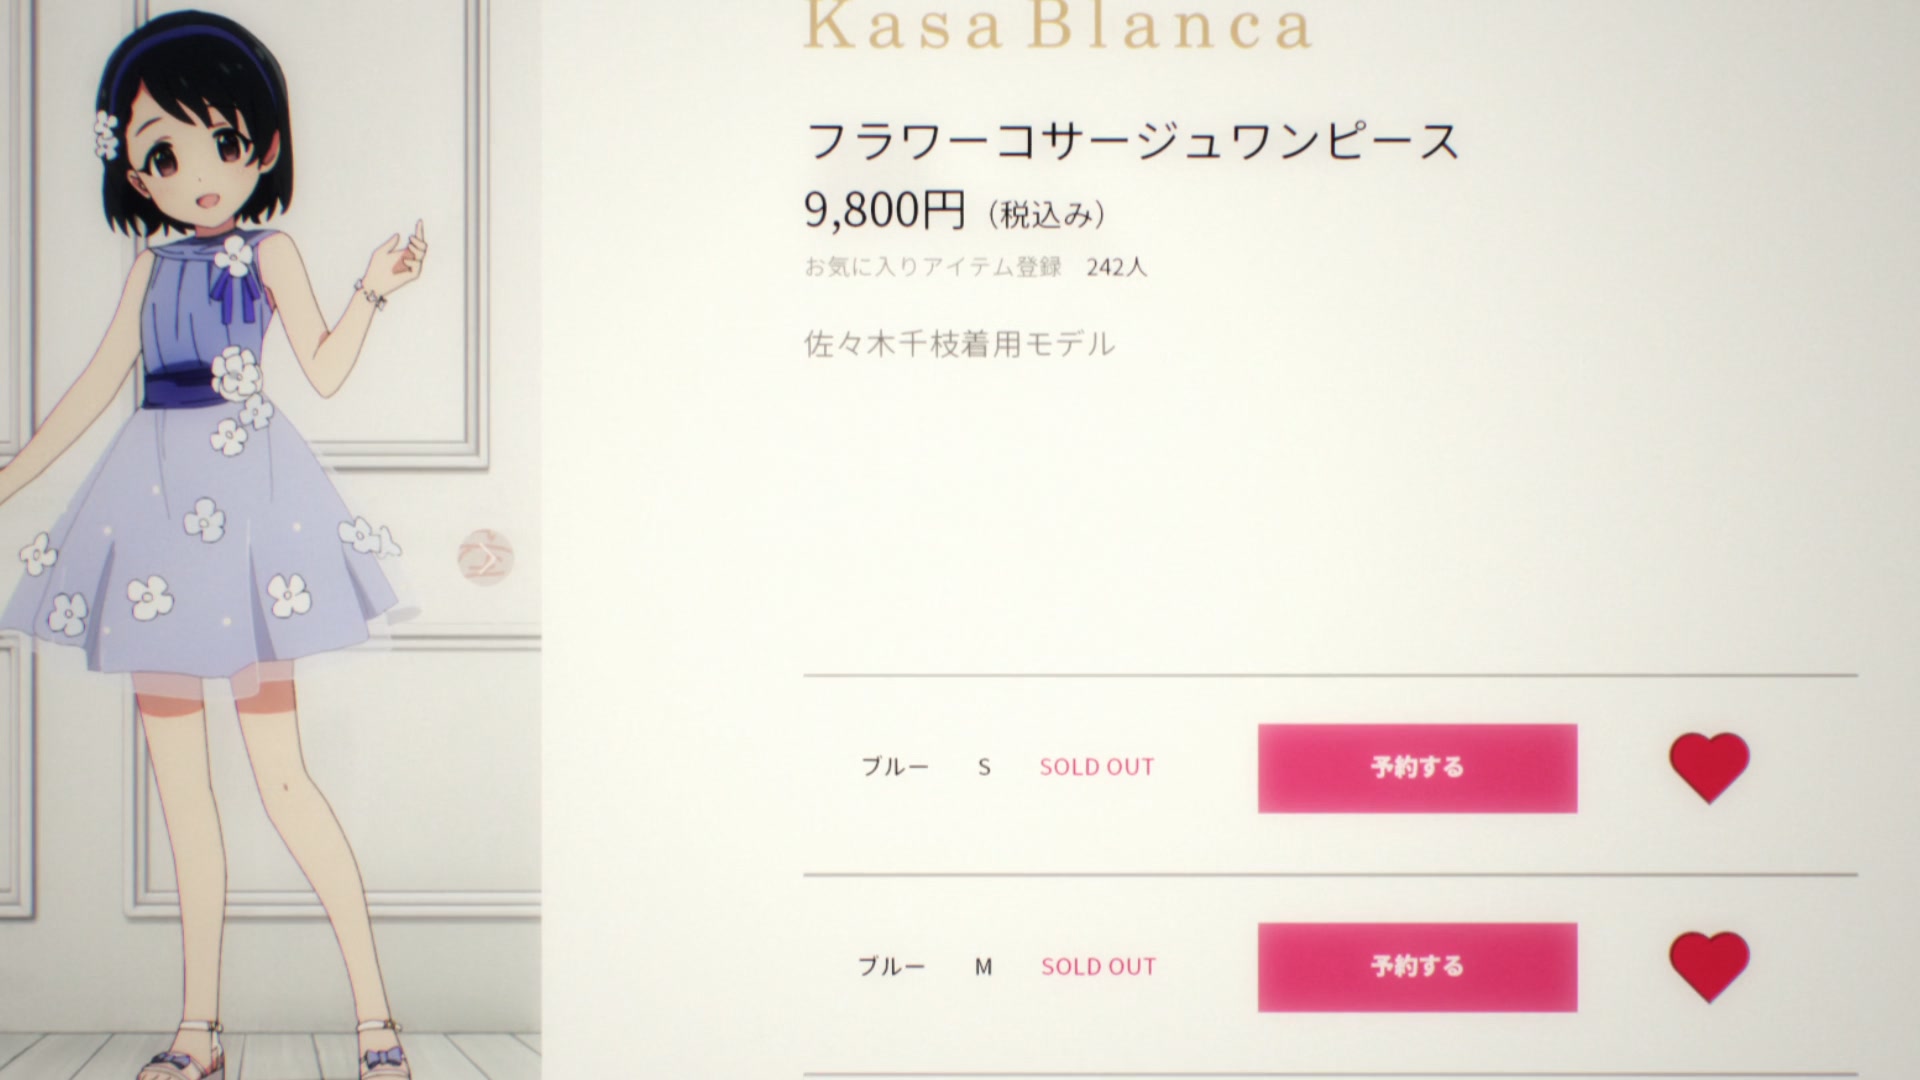 Kasa Blanca
フラワーコサージュワンピース
9,800円 (税込み)
お気に入りアイテム登録 242人
佐々木千枝着用モデル
ブルー S SOLD OUT 予約する
ブルー M SOLD OUT 予約する